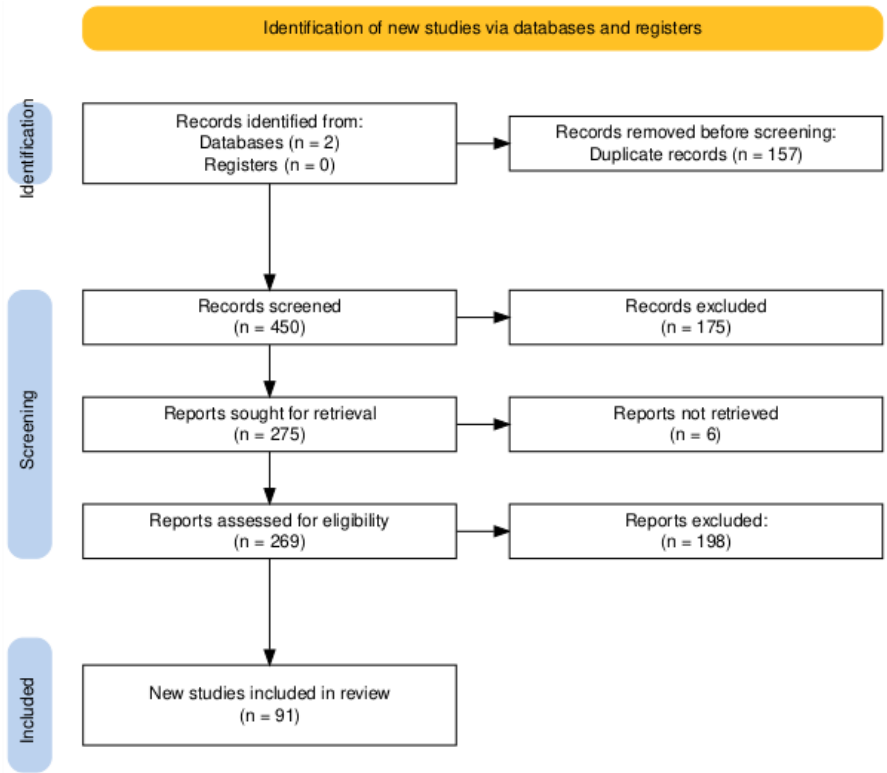 Identification of new studies via databases and registers
Identification
Records identified from:
Databases (n = 2)
Registers (n = 0)
Records removed before screening:
Duplicate records (n = 157)
Screening
Records screened
(n = 450)
Records excluded
(n = 175)
Reports sought for retrieval
(n = 275)
Reports not retrieved
(n = 6)
Reports assessed for eligibility
(n = 269)
Reports excluded:
(n = 198)
Included
New studies included in review
(n = 91)